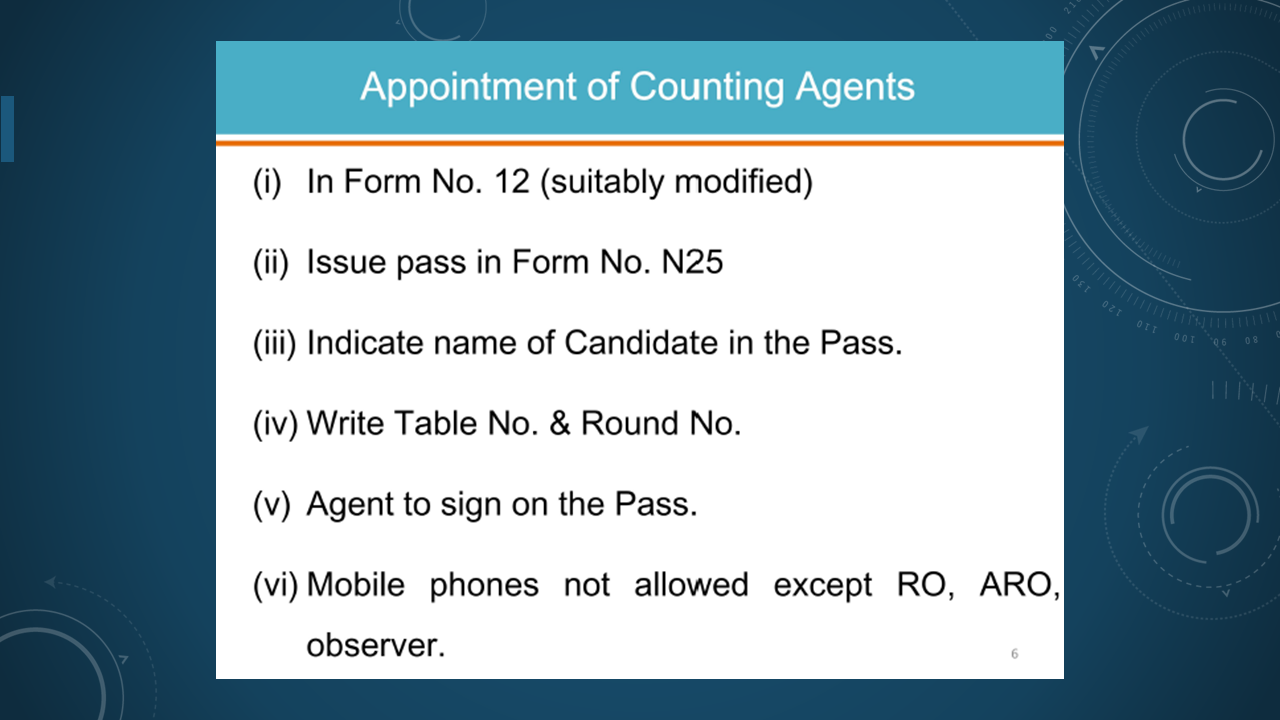 Appointment of Counting Agents
(i) In Form No. 12 (suitably modified)
(ii) Issue pass in Form No. N25
(iii) Indicate name of Candidate in the Pass.
(iv) Write Table No. & Round No.
(v) Agent to sign on the Pass.
(vi) Mobile phones not allowed except RO, ARO,
observer.
6